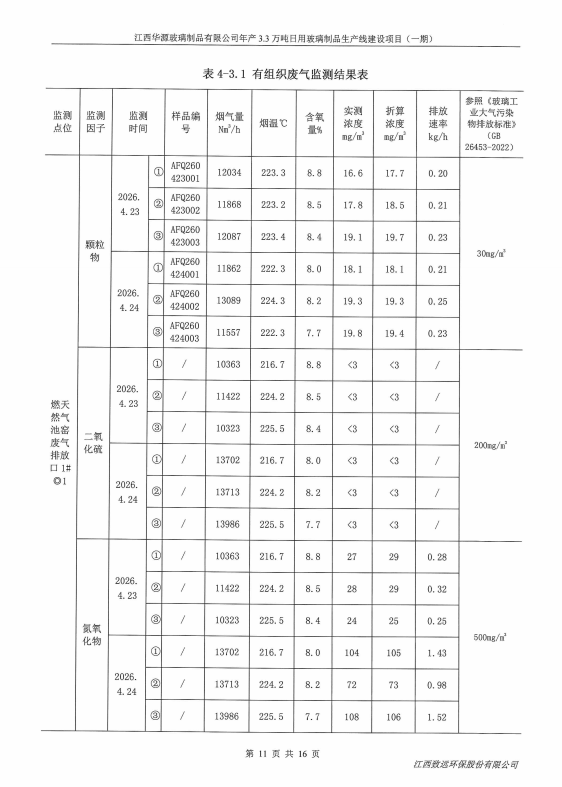 江西华源玻璃制品有限公司年产 3.3 万吨日用玻璃制品生产线建设项目（一期）
表 4-3.1 有组织废气监测结果表
监测点位 监测因子 监测时间 样品编号 烟气量 Nm³/h 烟温℃ 含氧量% 实测浓度 mg/m³ 折算浓度 mg/m³ 排放速率 kg/h 参照《玻璃工业大气污染物排放标准》（GB 26453-2022）
燃天然气池窑废气排放口 1# ◎1
颗粒物 30mg/m³
2026.4.23
① AFQ260423001 12034 223.3 8.8 16.6 17.7 0.20
② AFQ260423002 11868 223.2 8.5 17.8 18.5 0.21
③ AFQ260423003 12087 223.4 8.4 19.1 19.7 0.23
2026.4.24
① AFQ260424001 11862 222.3 8.0 18.1 18.1 0.21
② AFQ260424002 13089 224.3 8.2 19.3 19.3 0.25
③ AFQ260424003 11557 222.3 7.7 19.8 19.4 0.23
二氧化硫 200mg/m³
2026.4.23
① / 10363 216.7 8.8 <3 <3 /
② / 11422 224.2 8.5 <3 <3 /
③ / 10323 225.5 8.4 <3 <3 /
2026.4.24
① / 13702 216.7 8.0 <3 <3 /
② / 13713 224.2 8.2 <3 <3 /
③ / 13986 225.5 7.7 <3 <3 /
氮氧化物 500mg/m³
2026.4.23
① / 10363 216.7 8.8 27 29 0.28
② / 11422 224.2 8.5 28 29 0.32
③ / 10323 225.5 8.4 24 25 0.25
2026.4.24
① / 13702 216.7 8.0 104 105 1.43
② / 13713 224.2 8.2 72 73 0.98
③ / 13986 225.5 7.7 108 106 1.52
第 11 页 共 16 页
江西致远环保股份有限公司